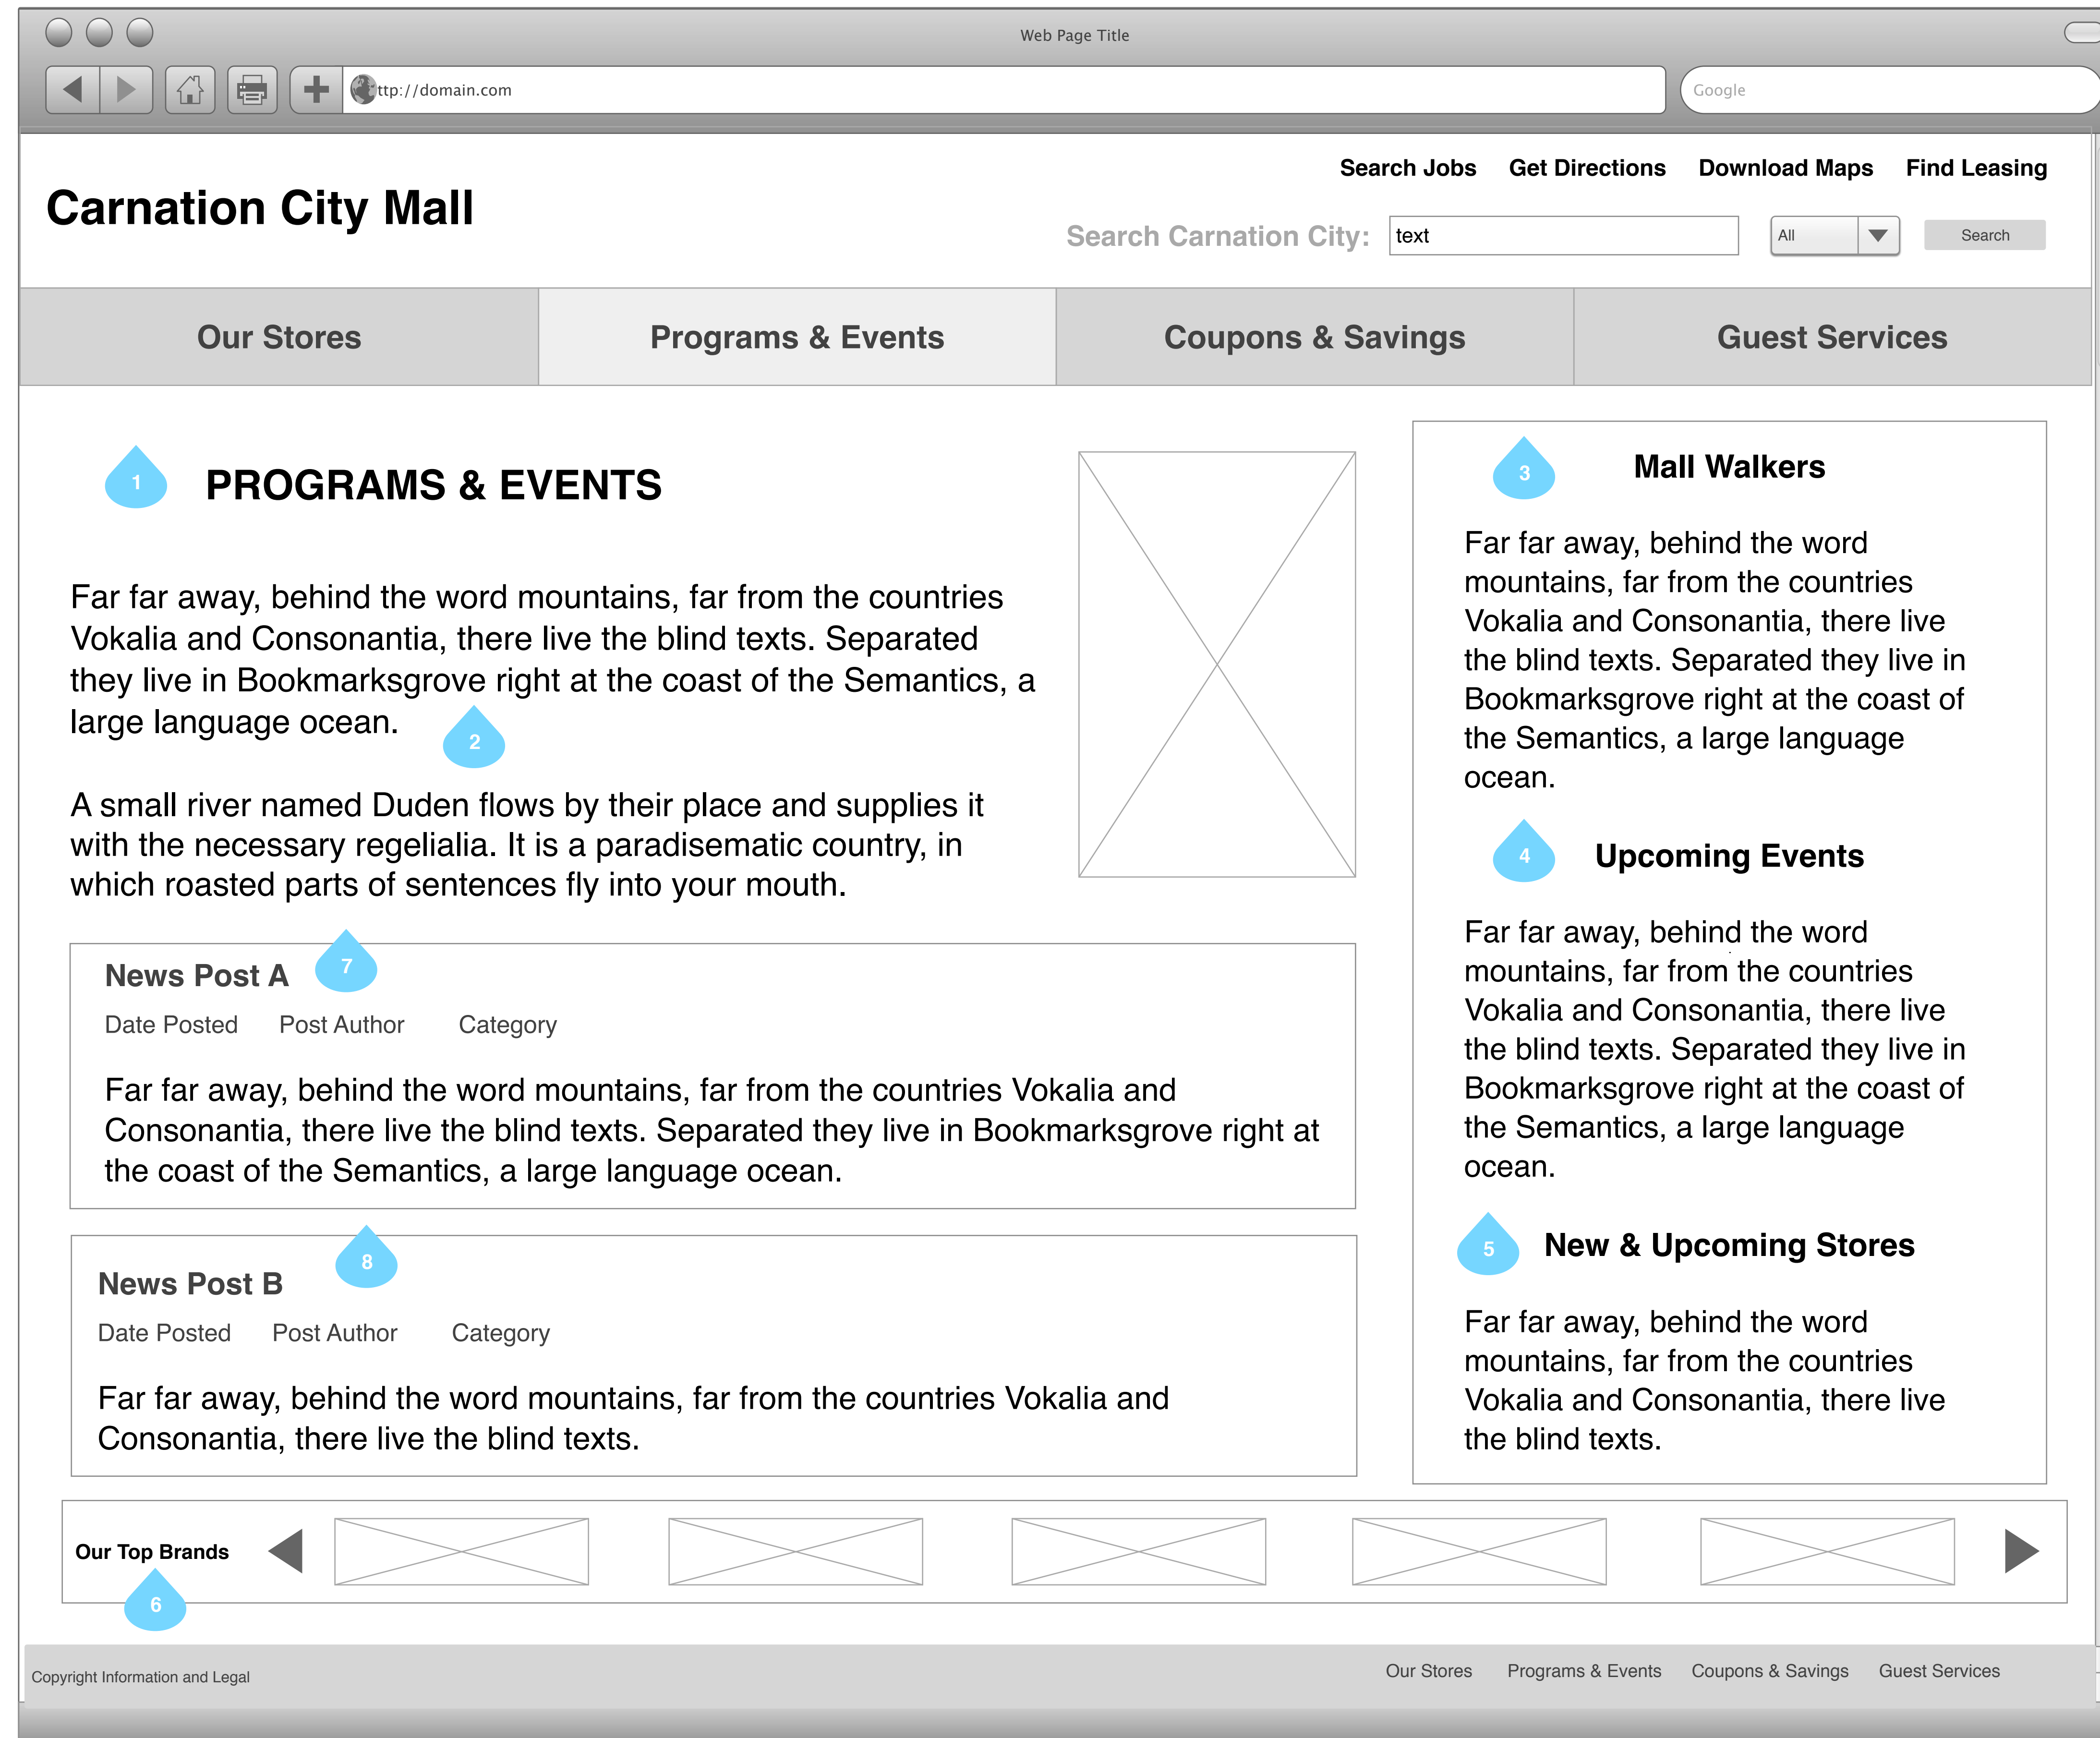 Web Page Title
ttp://domain.com
Google
Search Jobs Get Directions Download Maps Find Leasing
Carnation City Mall
Search Carnation City: text All Search
Our Stores Programs & Events Coupons & Savings Guest Services
1
PROGRAMS & EVENTS
Far far away, behind the word mountains, far from the countries
Vokalia and Consonantia, there live the blind texts. Separated
they live in Bookmarksgrove right at the coast of the Semantics, a
large language ocean.
2
A small river named Duden flows by their place and supplies it
with the necessary regelialia. It is a paradisematic country, in
which roasted parts of sentences fly into your mouth.
7
News Post A
Date Posted Post Author Category
Far far away, behind the word mountains, far from the countries Vokalia and
Consonantia, there live the blind texts. Separated they live in Bookmarksgrove right at
the coast of the Semantics, a large language ocean.
8
News Post B
Date Posted Post Author Category
Far far away, behind the word mountains, far from the countries Vokalia and
Consonantia, there live the blind texts.
3
Mall Walkers
Far far away, behind the word
mountains, far from the countries
Vokalia and Consonantia, there live
the blind texts. Separated they live in
Bookmarksgrove right at the coast of
the Semantics, a large language
ocean.
4
Upcoming Events
Far far away, behind the word
mountains, far from the countries
Vokalia and Consonantia, there live
the blind texts. Separated they live in
Bookmarksgrove right at the coast of
the Semantics, a large language
ocean.
5
New & Upcoming Stores
Far far away, behind the word
mountains, far from the countries
Vokalia and Consonantia, there live
the blind texts.
Our Top Brands
6
Copyright Information and Legal
Our Stores Programs & Events Coupons & Savings Guest Services